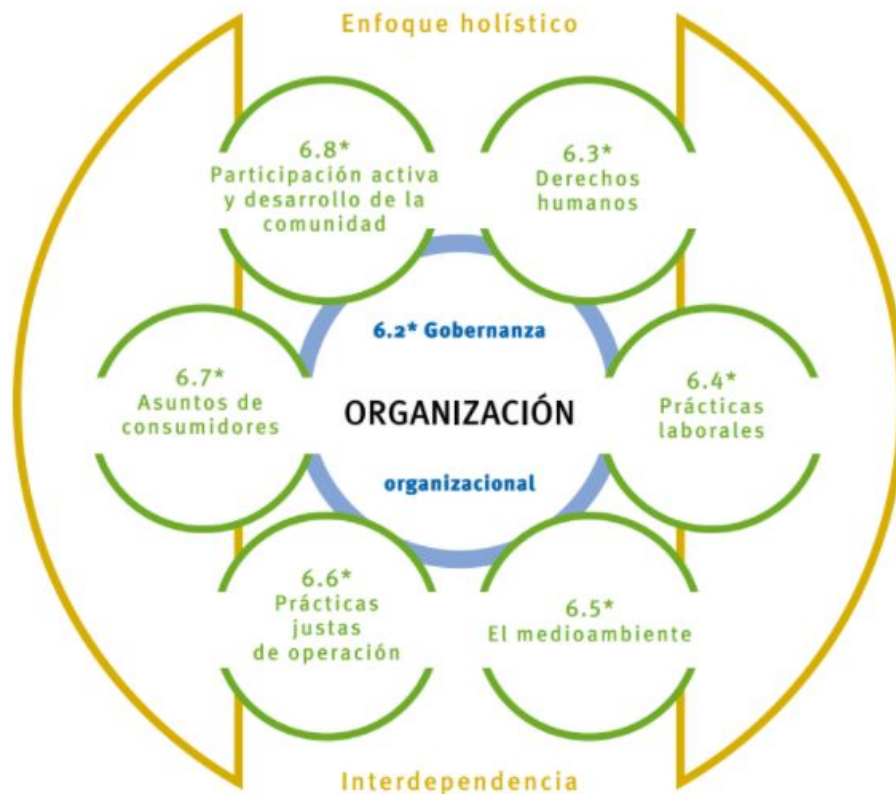 Enfoque holístico
6.8*
Participación activa
y desarrollo de la
comunidad
6.3*
Derechos
humanos
6.2* Gobernanza
6.7*
Asuntos de
consumidores
ORGANIZACIÓN
6.4*
Prácticas
laborales
organizacional
6.6*
Prácticas
justas
de operación
6.5*
El medioambiente
Interdependencia